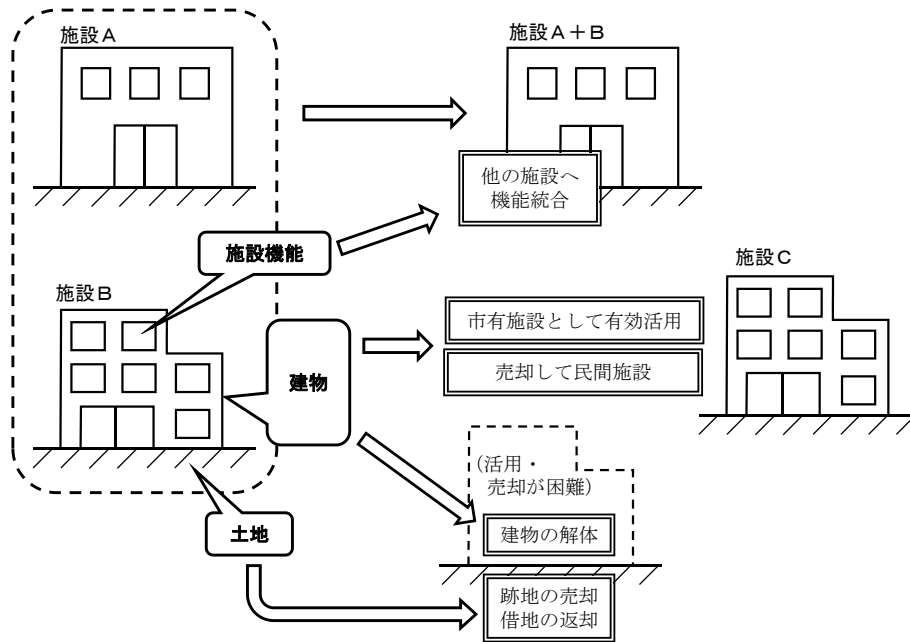 施設A
施設A+B
他の施設へ
機能統合
施設機能
施設B
施設C
市有施設として有効活用
売却して民間施設
建物
(活用・
売却が困難)
建物の解体
土地
跡地の売却
借地の返却